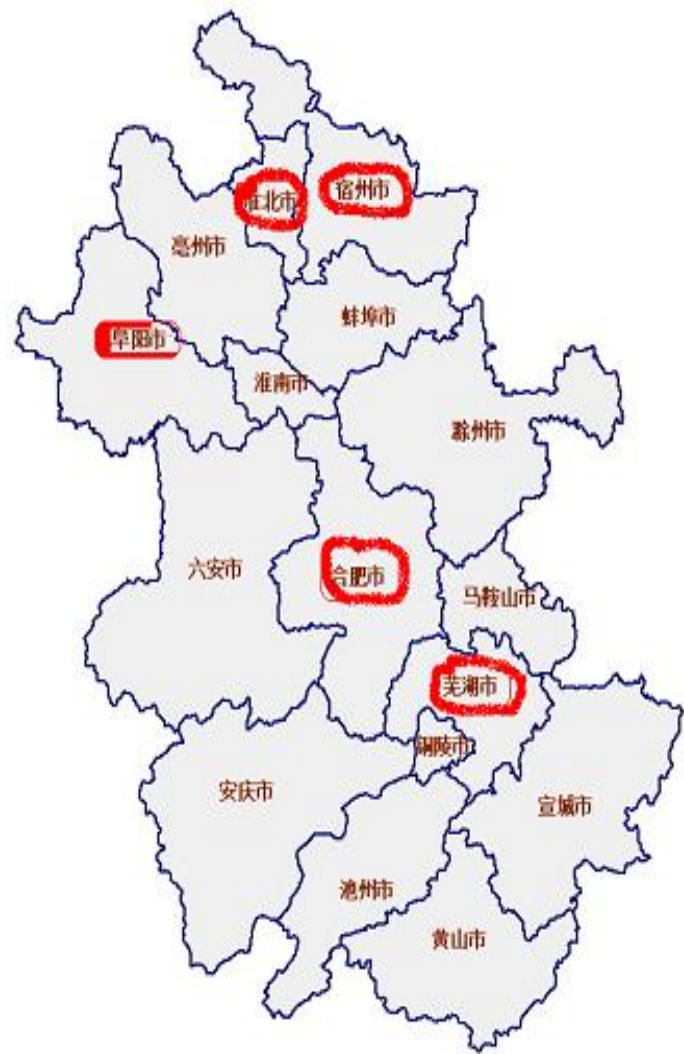 淮北市
宿州市
亳州市
蚌埠市
阜阳市
淮南市
滁州市
六安市
合肥市
马鞍山市
芜湖市
铜陵市
安庆市
宣城市
池州市
黄山市